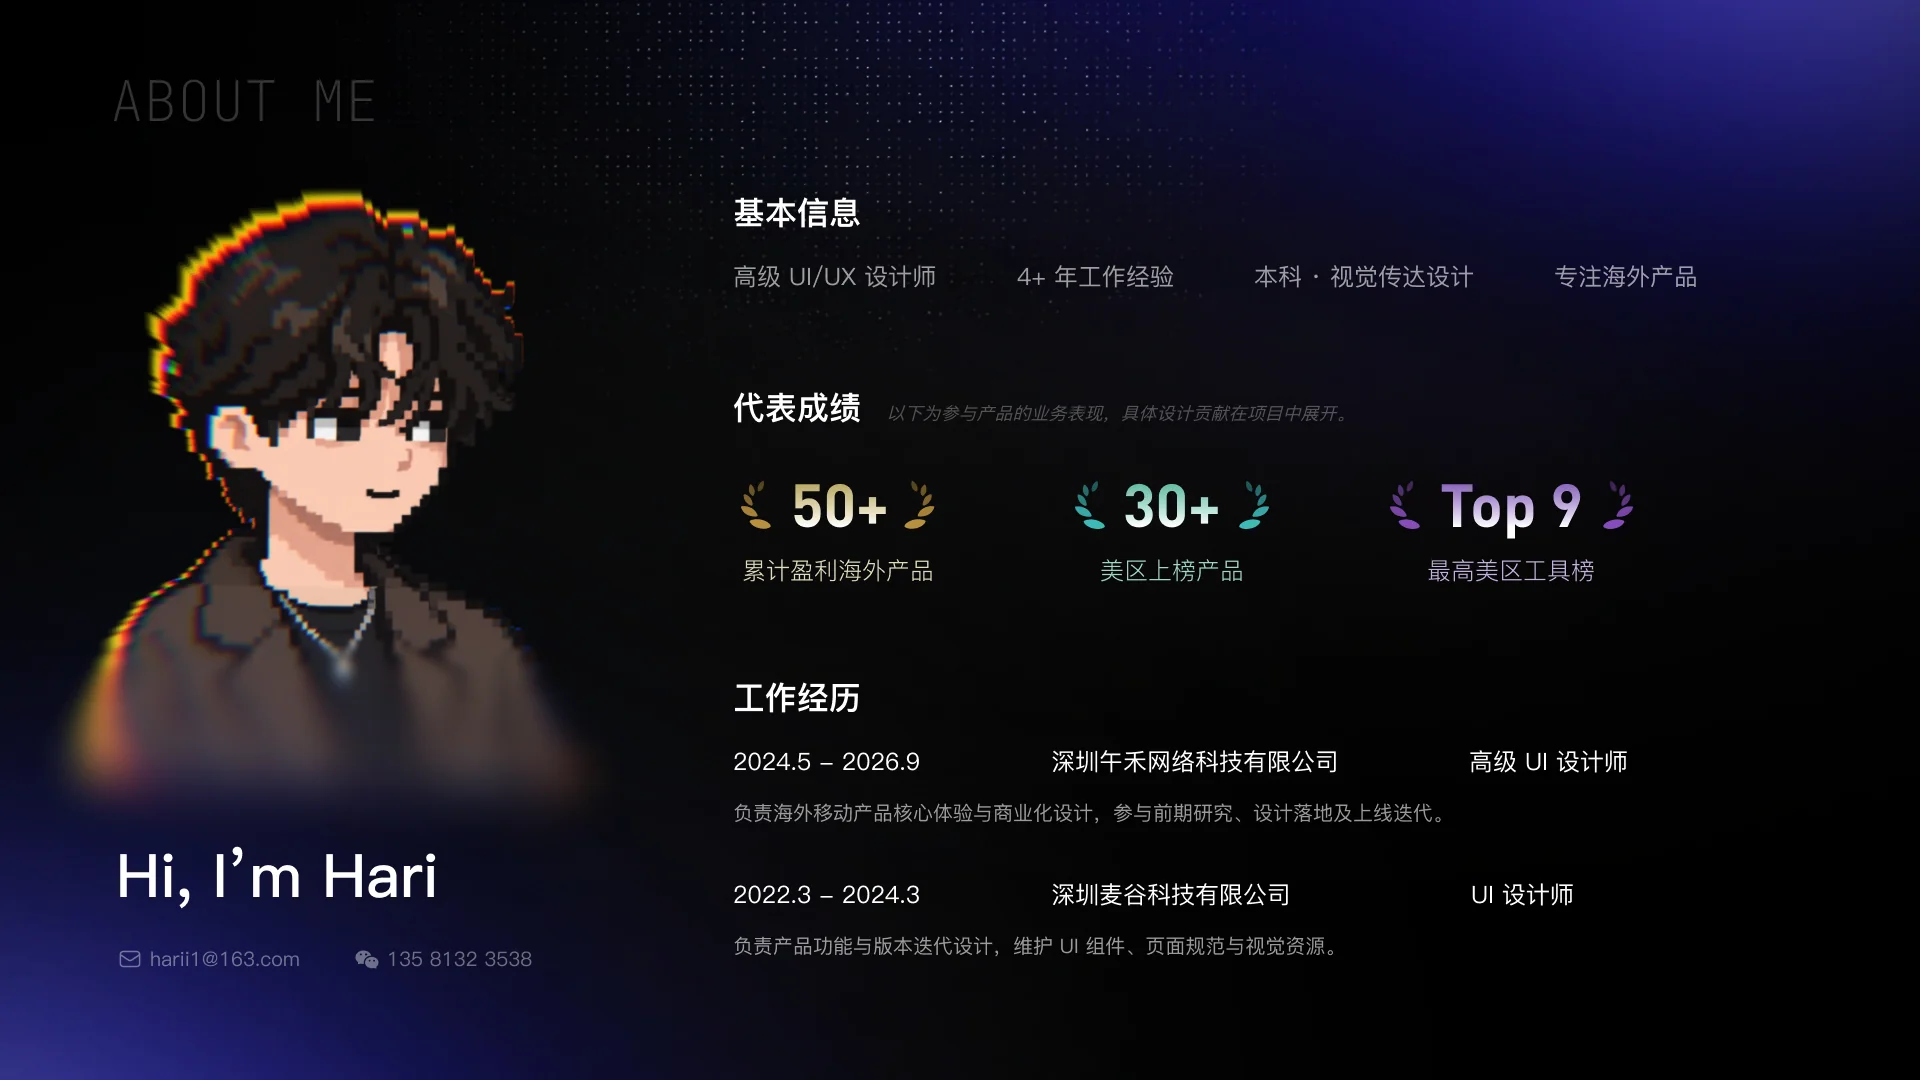 ABOUT ME
基本信息
高级 UI/UX 设计师 4+ 年工作经验 本科 · 视觉传达设计 专注海外产品
代表成绩 以下为参与产品的业务表现，具体设计贡献在项目中展开。
50+ 30+ Top 9
累计盈利海外产品 美区上榜产品 最高美区工具榜
工作经历
2024.5 – 2026.9 深圳午禾网络科技有限公司 高级 UI 设计师
负责海外移动产品核心体验与商业化设计，参与前期研究、设计落地及上线迭代。
2022.3 – 2024.3 深圳麦谷科技有限公司 UI 设计师
负责产品功能与版本迭代设计，维护 UI 组件、页面规范与视觉资源。
Hi, I’m Hari
harii1@163.com 135 8132 3538